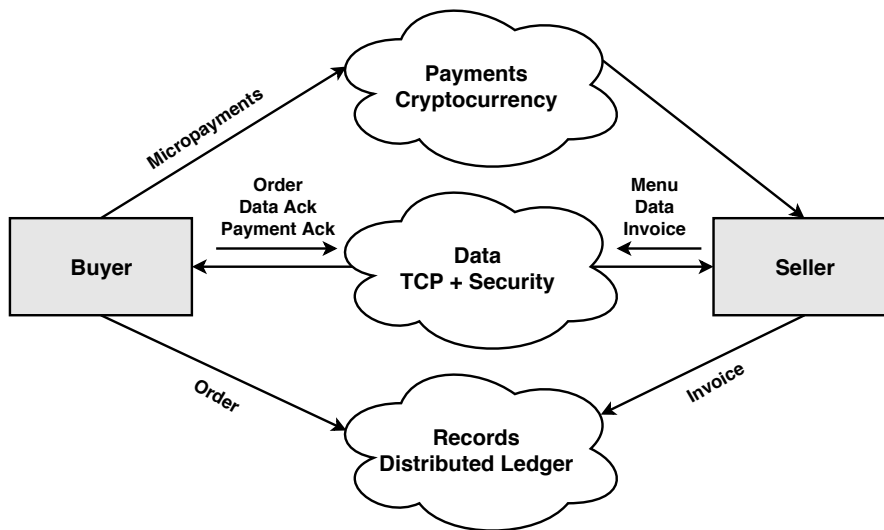 Payments
Cryptocurrency
Micropayments
Order
Data Ack
Payment Ack
Menu
Data
Invoice
Buyer
Data
TCP + Security
Seller
Order
Invoice
Records
Distributed Ledger